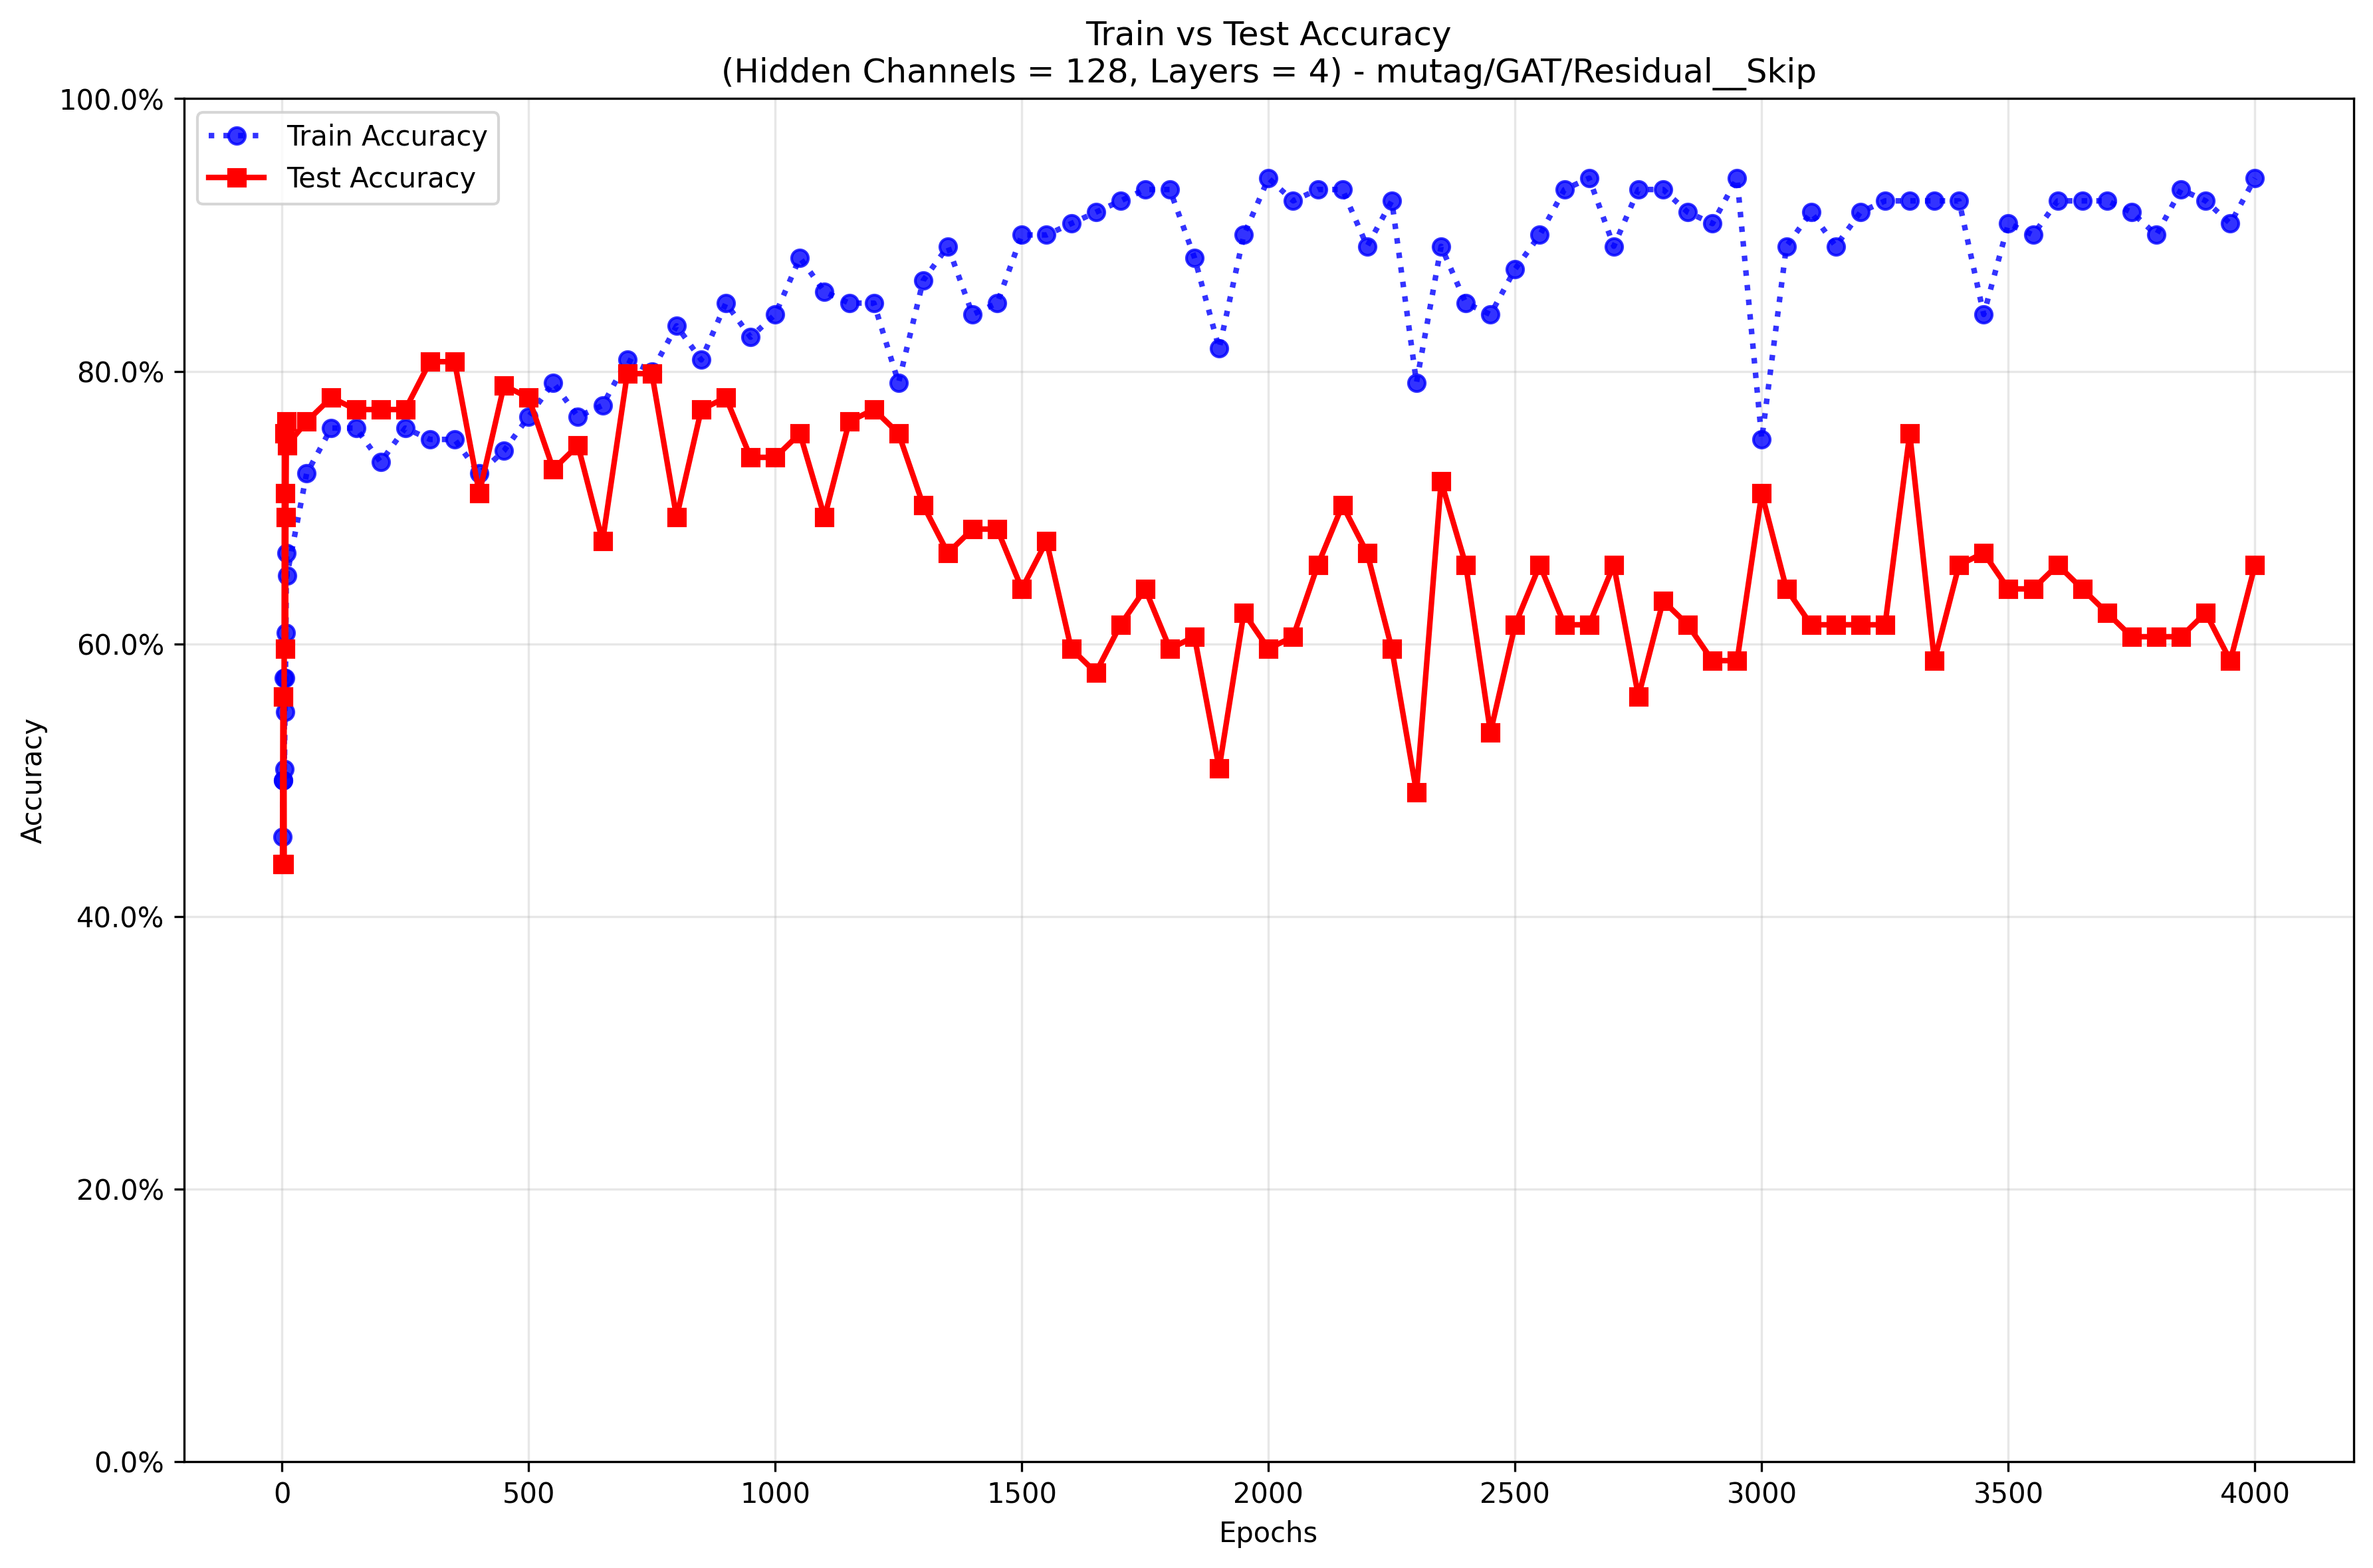 Train vs Test Accuracy
(Hidden Channels = 128, Layers = 4) - mutag/GAT/Residual__Skip
Train Accuracy
Test Accuracy
100.0%
80.0%
60.0%
40.0%
20.0%
0.0%
Accuracy
0 500 1000 1500 2000 2500 3000 3500 4000
Epochs